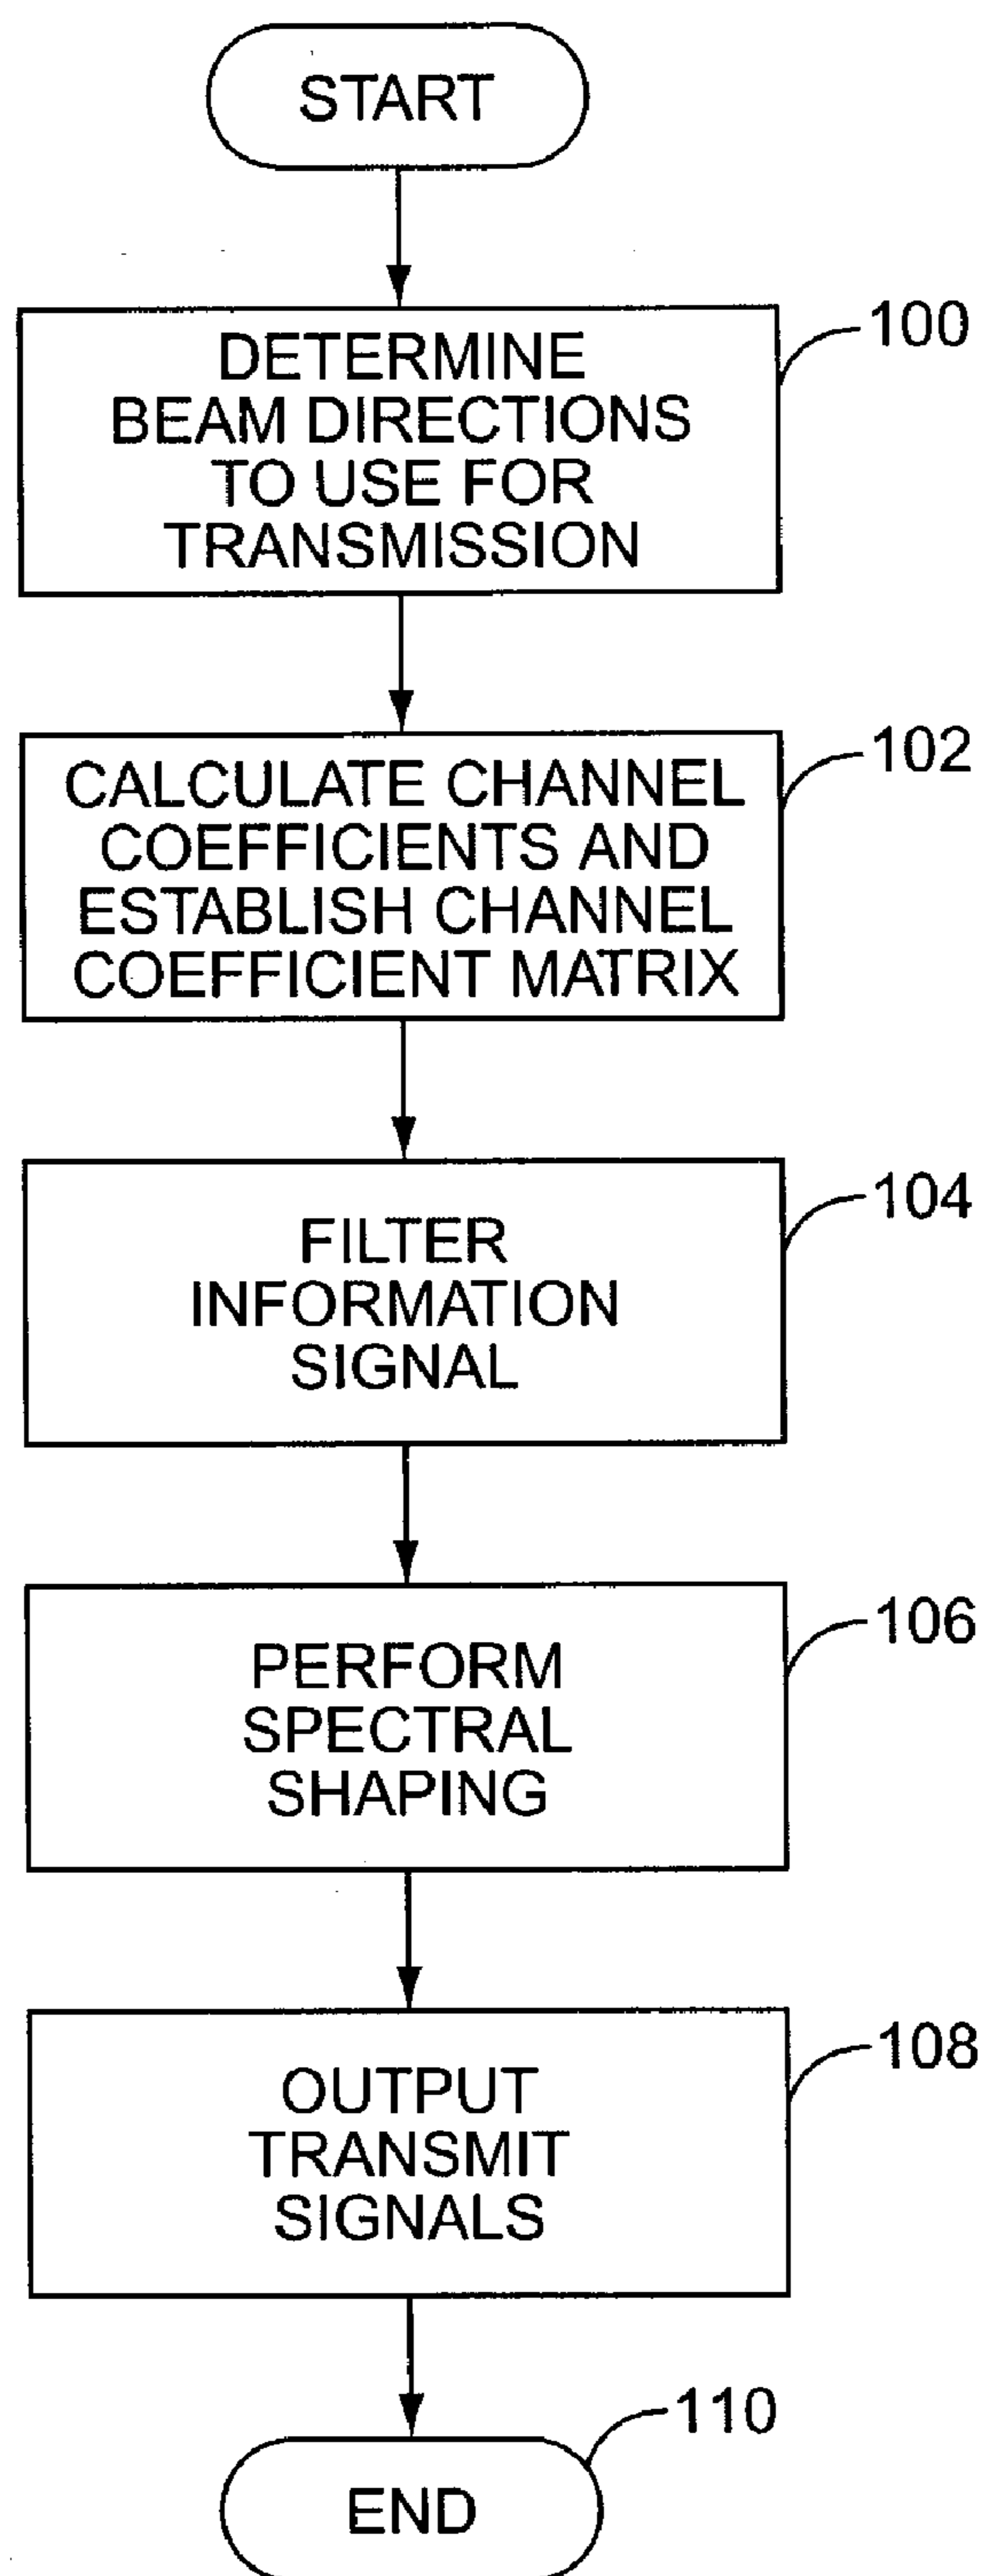 START
DETERMINE
BEAM DIRECTIONS
TO USE FOR
TRANSMISSION
100
CALCULATE CHANNEL
COEFFICIENTS AND
ESTABLISH CHANNEL
COEFFICIENT MATRIX
102
FILTER
INFORMATION
SIGNAL
104
PERFORM
SPECTRAL
SHAPING
106
OUTPUT
TRANSMIT
SIGNALS
108
END
110